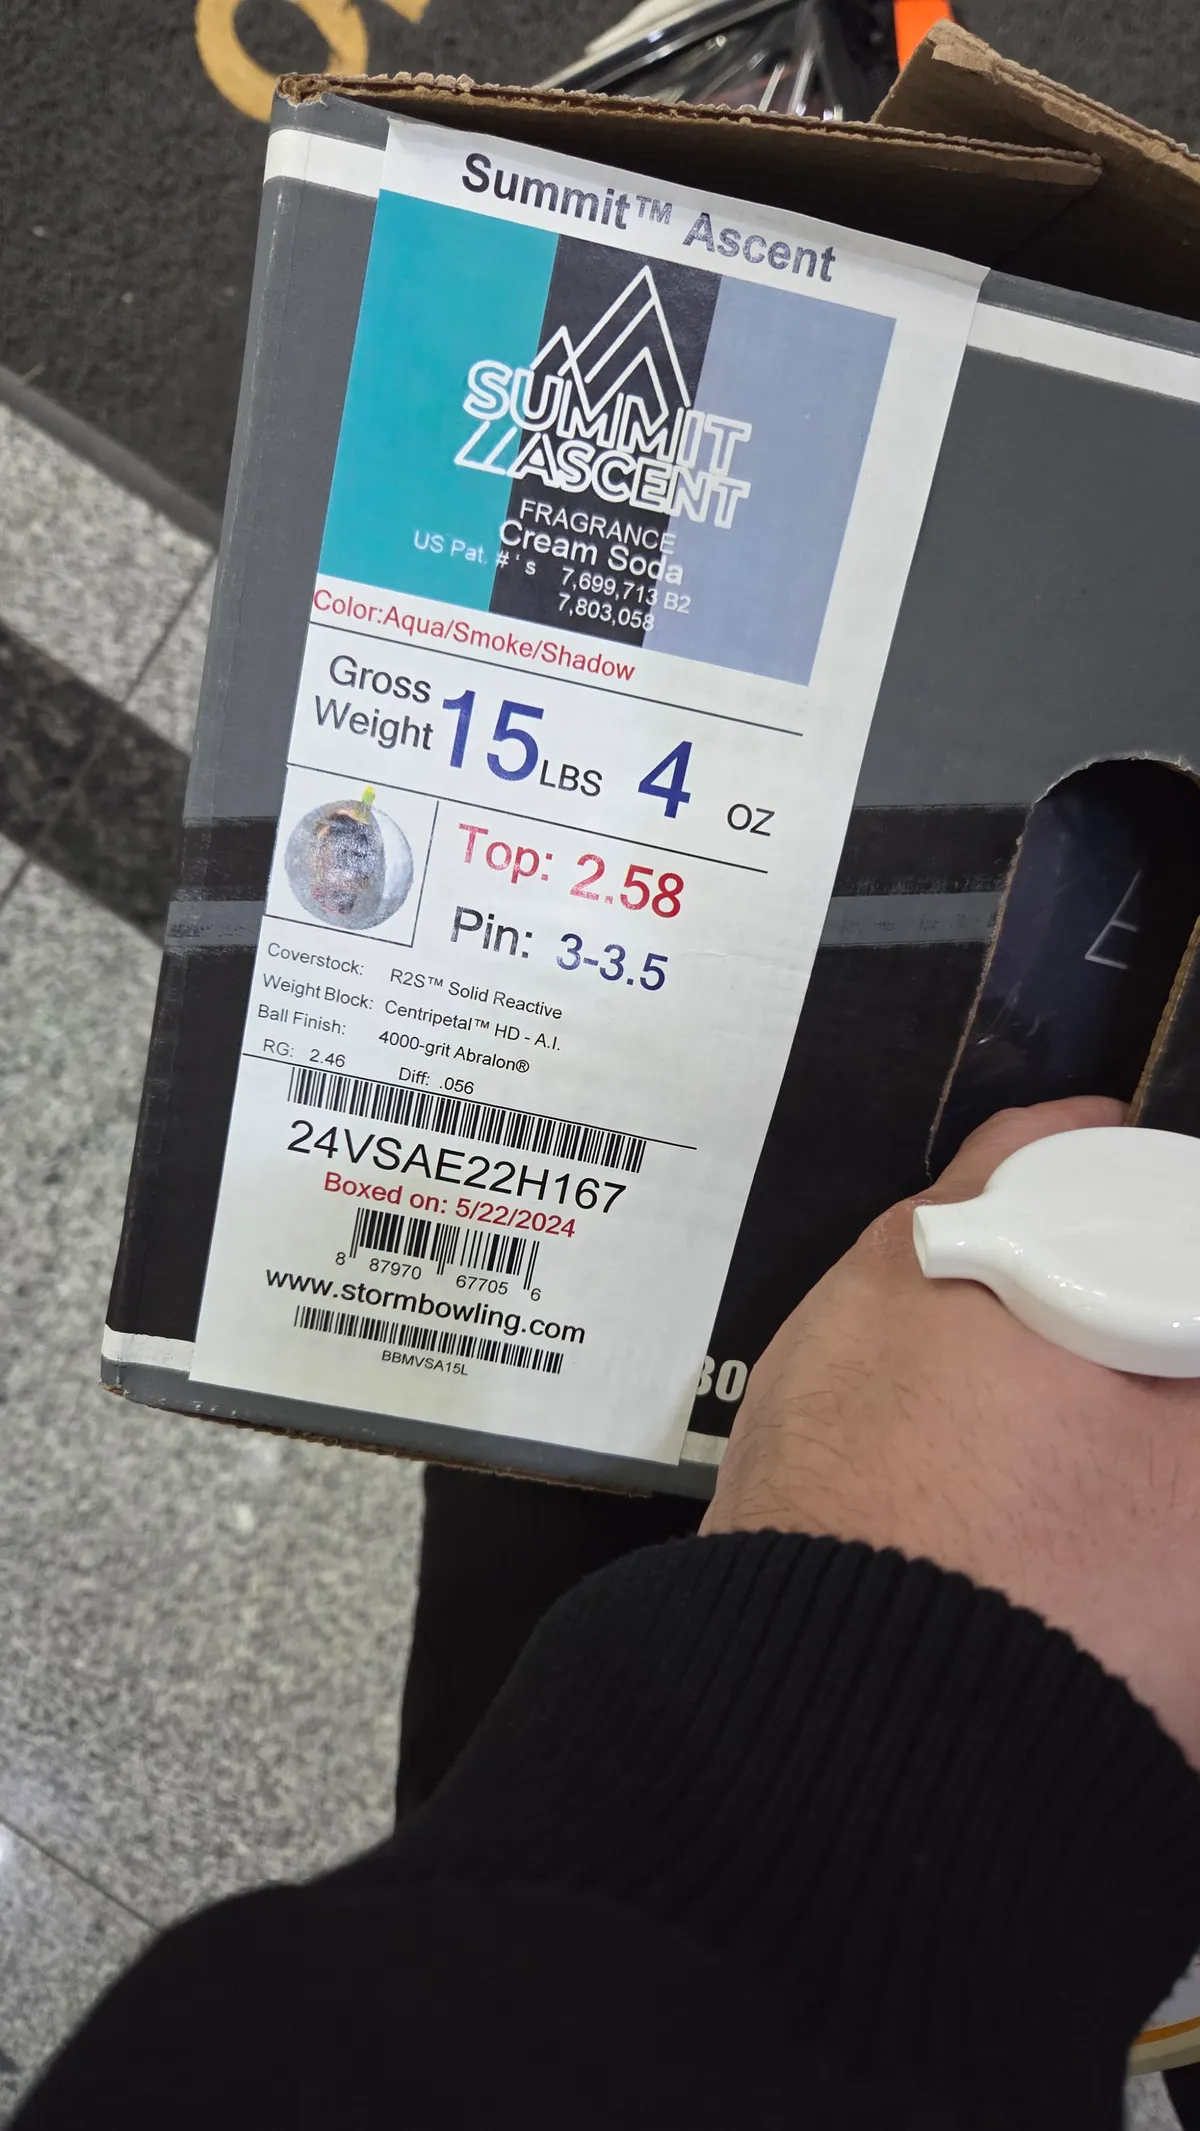 Summit™ Ascent
SUMMIT
ASCENT
FRAGRANCE
Cream Soda
US Pat. #'s 7,699,713 B2
7,803,058
Color:Aqua/Smoke/Shadow
Gross Weight 15 LBS 4 OZ
Top: 2.58
Pin: 3-3.5
Coverstock: R2S™ Solid Reactive
Weight Block: Centripetal™ HD - A.I.
Ball Finish: 4000-grit Abralon®
RG: 2.46 Diff: .056
24VSAE22H167
Boxed on: 5/22/2024
8 87970 67705 6
www.stormbowling.com
BBMVSA15L